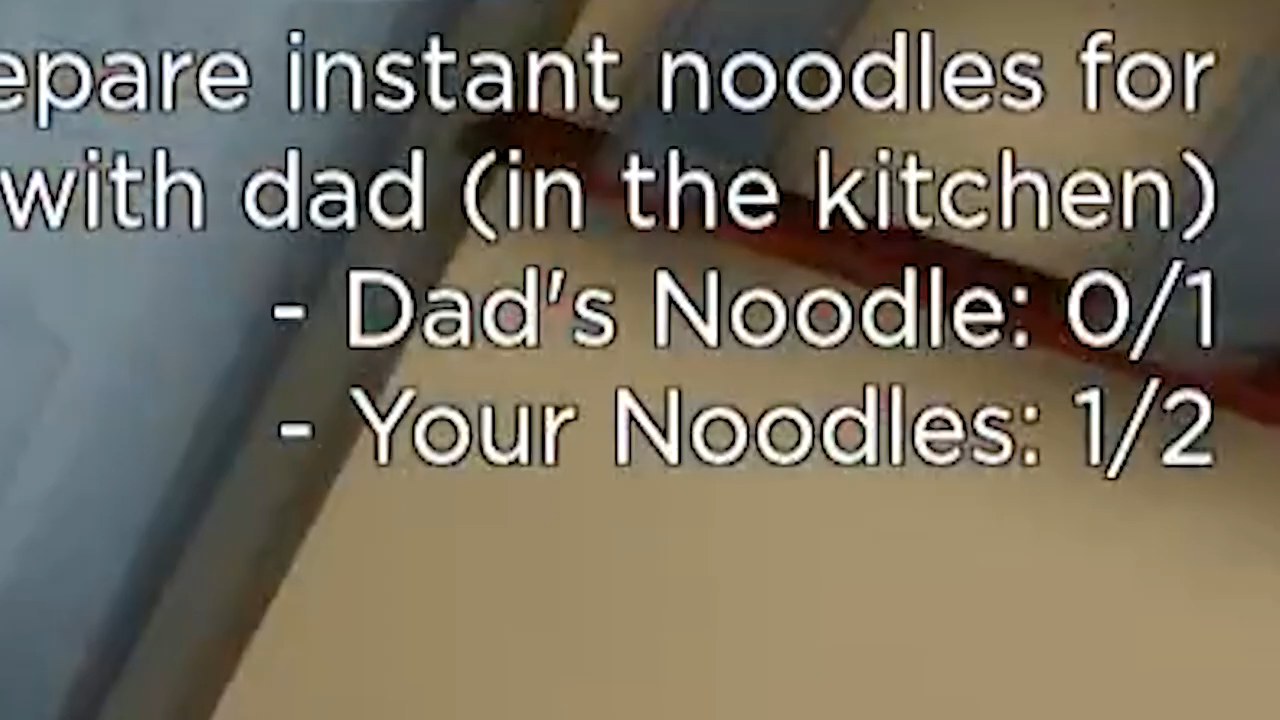 epare instant noodles for
with dad (in the kitchen)
- Dad's Noodle: 0/1
- Your Noodles: 1/2